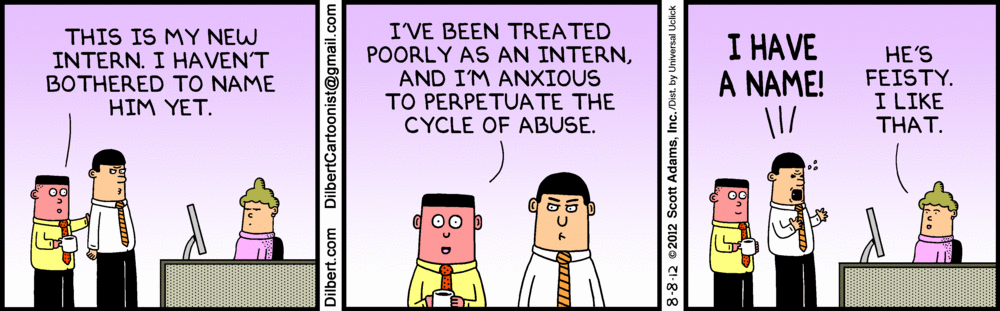 THIS IS MY NEW
INTERN. I HAVEN'T
BOTHERED TO NAME
HIM YET.
Dilbert.com DilbertCartoonist@gmail.com
I'VE BEEN TREATED
POORLY AS AN INTERN,
AND I'M ANXIOUS
TO PERPETUATE THE
CYCLE OF ABUSE.
8-8-12 ©2012 Scott Adams, Inc./Dist. by Universal Uclick
I HAVE
A NAME!
HE'S
FEISTY.
I LIKE
THAT.